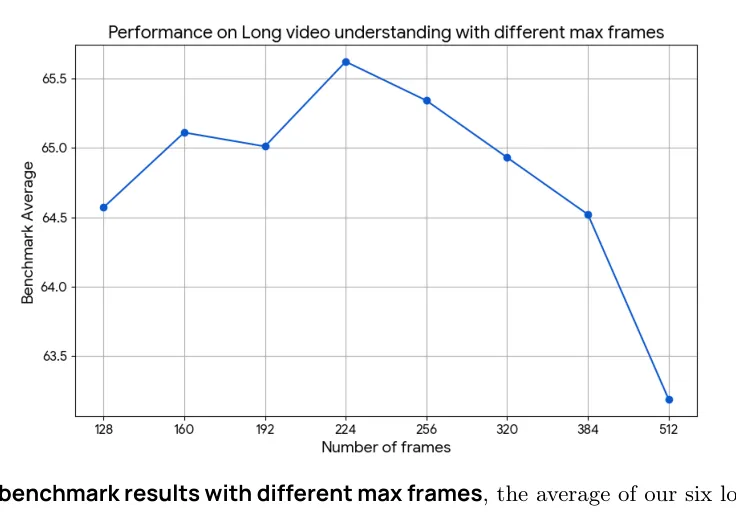 Performance on Long video understanding with different max frames
65.5
65.0
64.5
64.0
63.5
Benchmark Average
128 160 192 224 256 320 384 512
Number of frames
benchmark results with different max frames, the average of our six lo